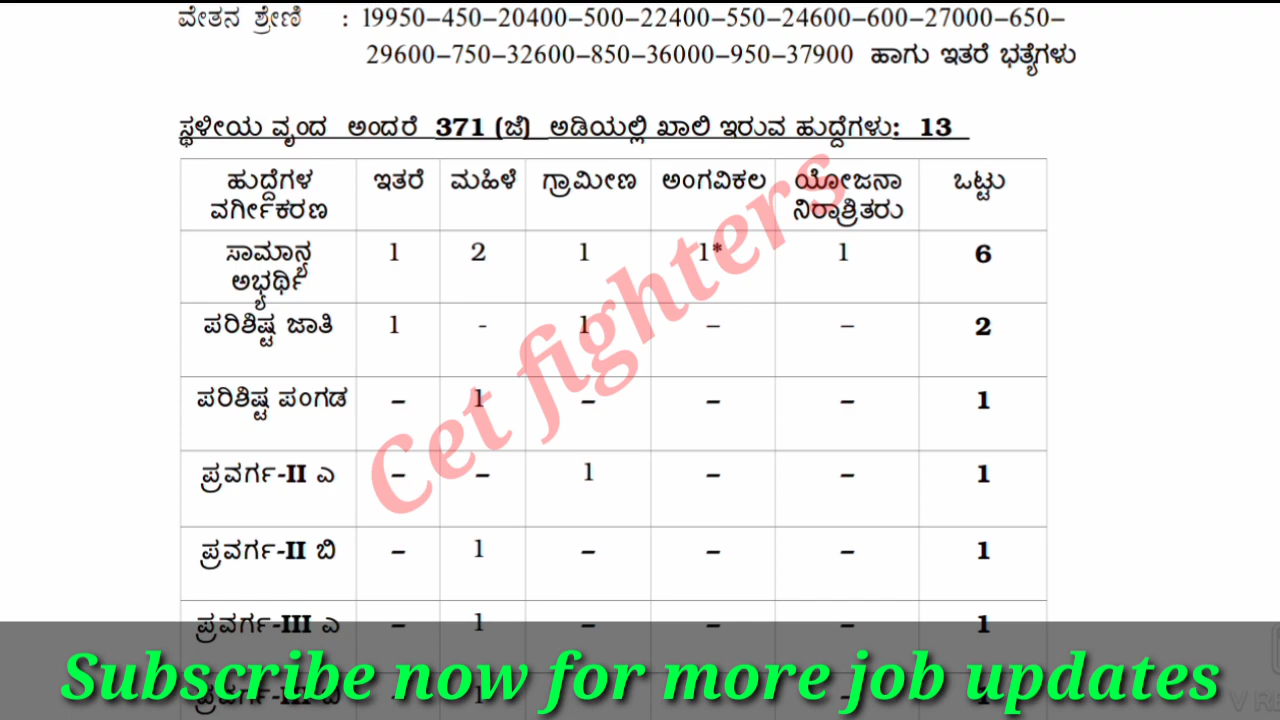 ವೇತನ ಶ್ರೇಣಿ : 19950–450–20400–500–22400–550–24600–600–27000–650–
29600–750–32600–850–36000–950–37900 ಹಾಗು ಇತರೆ ಭತ್ಯೆಗಳು
ಸ್ಥಳೀಯ ವೃಂದ ಅಂದರೆ 371 (ಜೆ) ಅಡಿಯಲ್ಲಿ ಖಾಲಿ ಇರುವ ಹುದ್ದೆಗಳು: 13
ಹುದ್ದೆಗಳ ಇತರೆ ಮಹಿಳೆ ಗ್ರಾಮೀಣ ಅಂಗವಿಕಲ ಯೋಜನಾ ಒಟ್ಟು
ವರ್ಗೀಕರಣ ನಿರಾಶ್ರಿತರು
ಸಾಮಾನ್ಯ 1 2 1 1* 1 6
ಅಭ್ಯರ್ಥಿ
ಪರಿಶಿಷ್ಟ ಜಾತಿ 1 - 1 – – 2
ಪರಿಶಿಷ್ಟ ಪಂಗಡ – 1 – – – 1
ಪ್ರವರ್ಗ-II ಎ – – 1 – – 1
ಪ್ರವರ್ಗ-II ಬಿ – 1 – – – 1
ಪ್ರವರ್ಗ-III ಎ – 1 – – – 1
Cet fighters
Subscribe now for more job updates